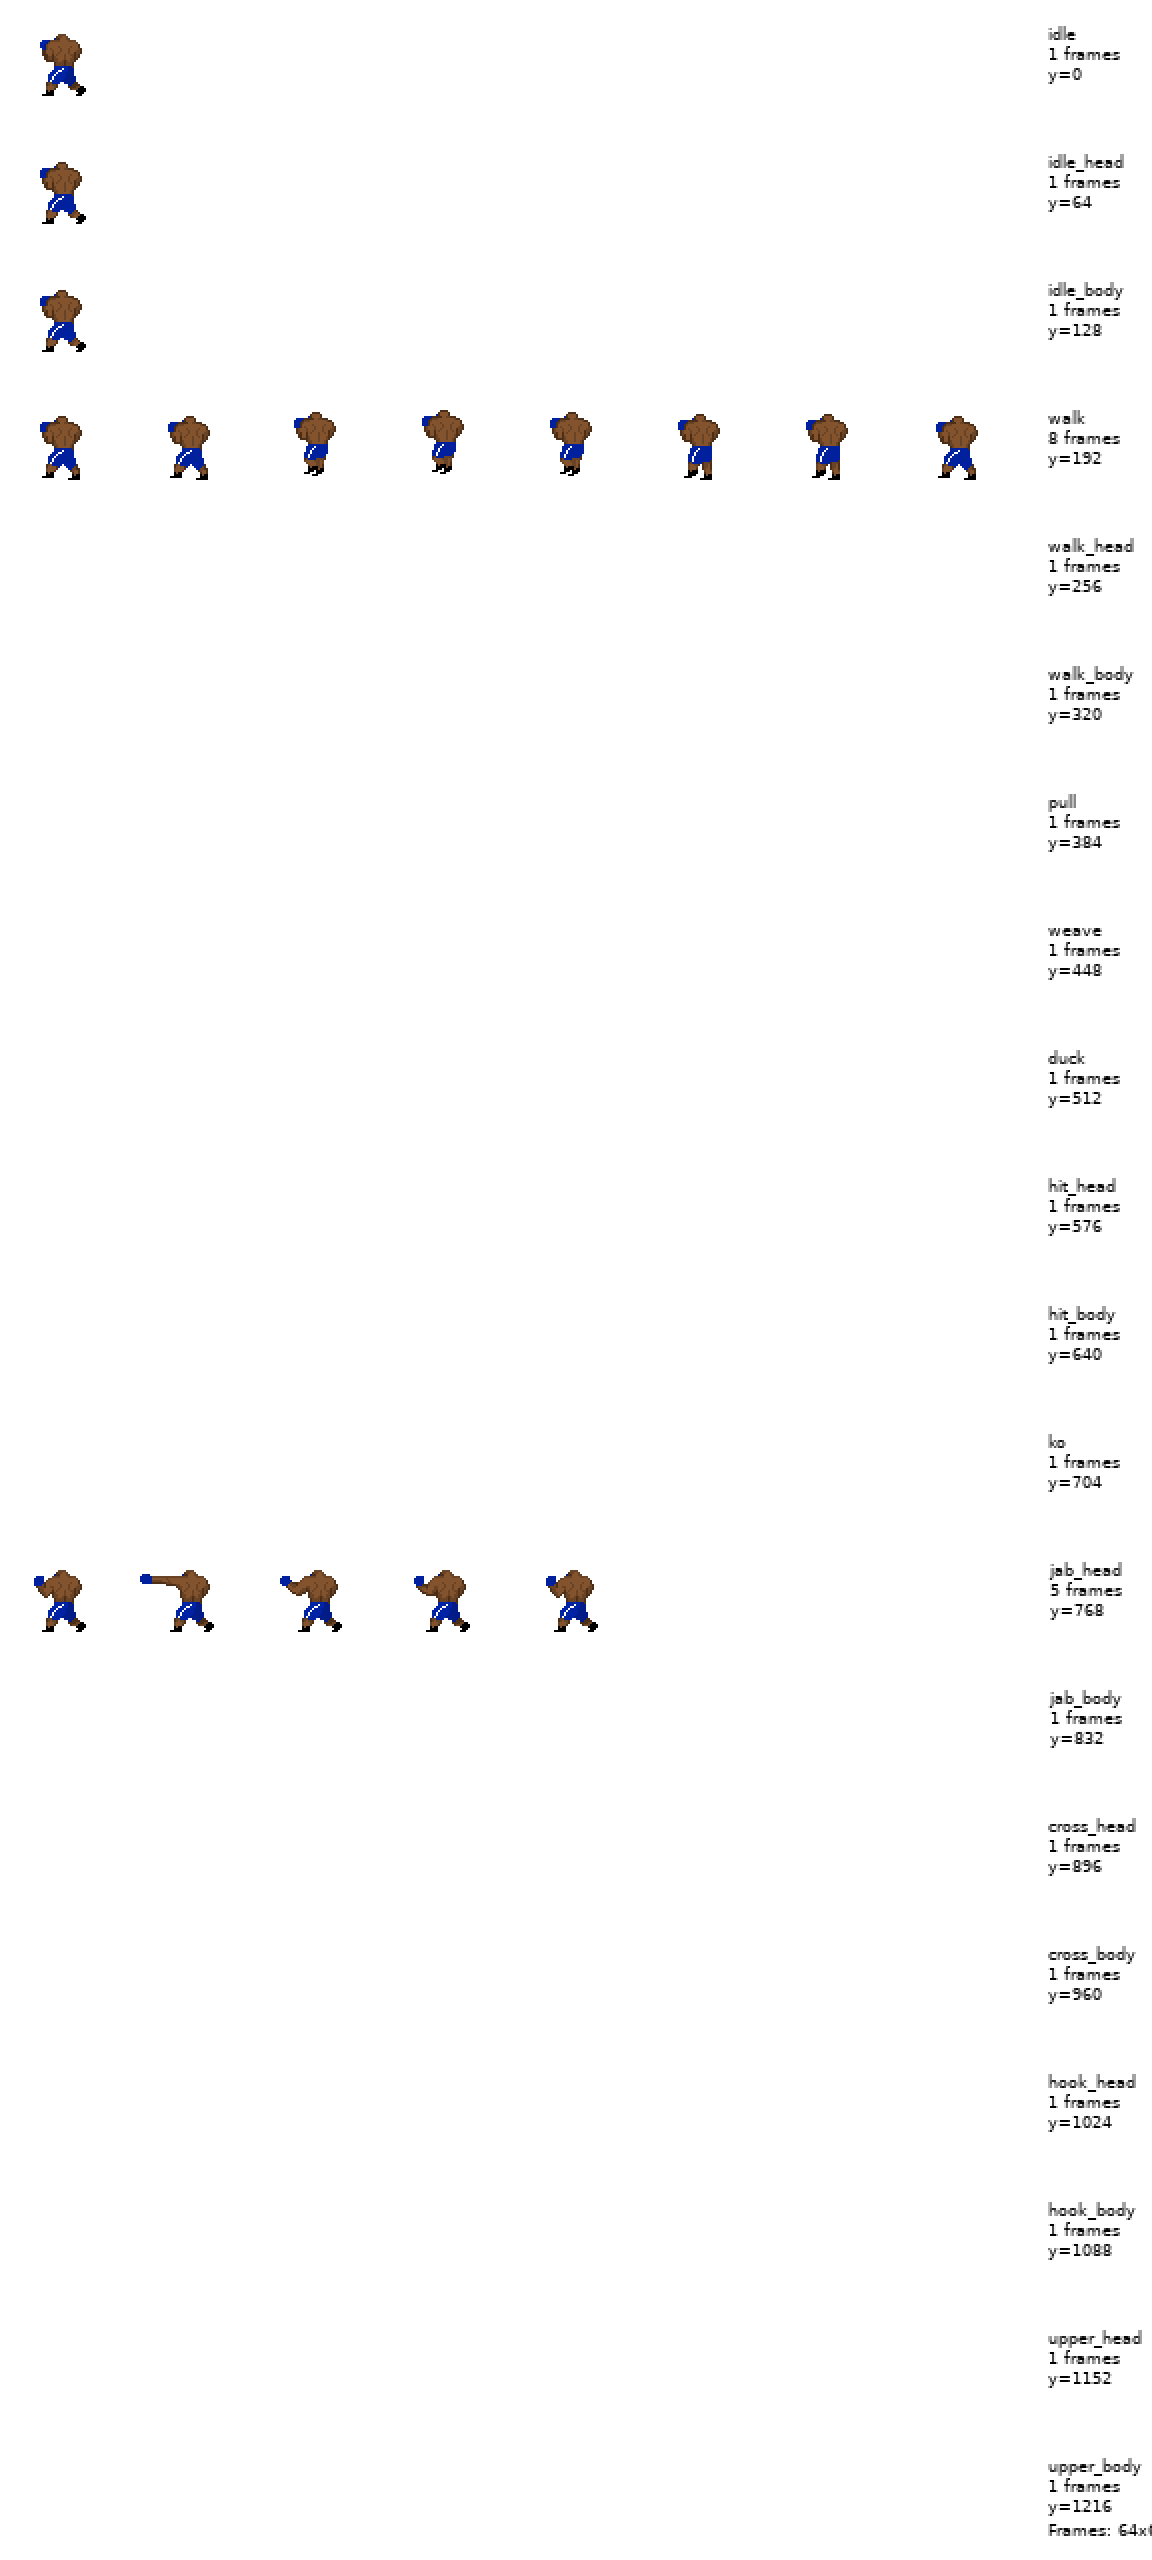 idle
1 frames
y=0
idle_head
1 frames
y=64
idle_body
1 frames
y=128
walk
8 frames
y=192
walk_head
1 frames
y=256
walk_body
1 frames
y=320
pull
1 frames
y=384
weave
1 frames
y=448
duck
1 frames
y=512
hit_head
1 frames
y=576
hit_body
1 frames
y=640
ko
1 frames
y=704
jab_head
5 frames
y=768
jab_body
1 frames
y=832
cross_head
1 frames
y=896
cross_body
1 frames
y=960
hook_head
1 frames
y=1024
hook_body
1 frames
y=1088
upper_head
1 frames
y=1152
upper_body
1 frames
y=1216
Frames: